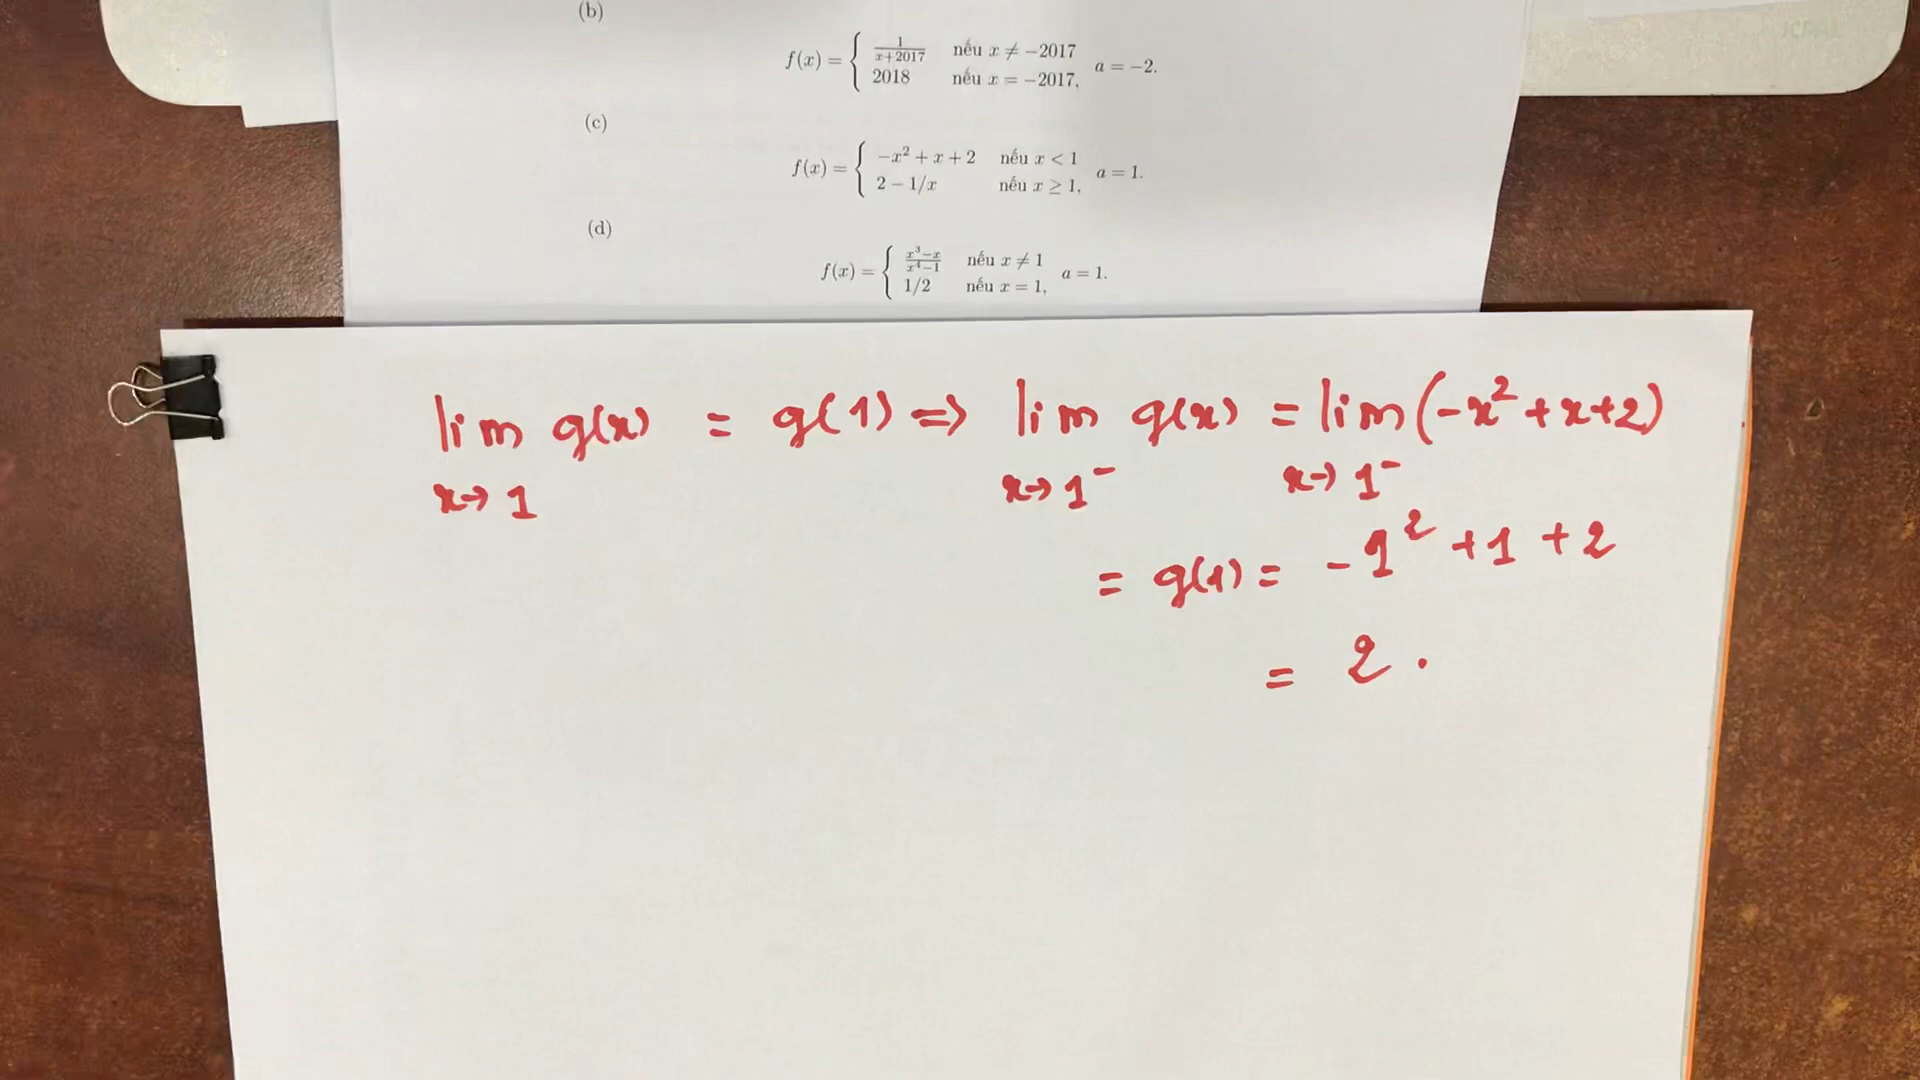 (b)
f(x) = { 1/(x+2017) nếu x ≠ −2017
2018 nếu x = −2017, a = −2.
(c)
f(x) = { −x² + x + 2 nếu x < 1
2 − 1/x nếu x ≥ 1, a = 1.
(d)
f(x) = { (x³−x)/(x⁴−1) nếu x ≠ 1
1/2 nếu x = 1, a = 1.
lim g(x) = g(1) => lim g(x) = lim (-x² + x + 2)
x→1 x→1⁻ x→1⁻
= g(1) = -1² + 1 + 2
= 2.